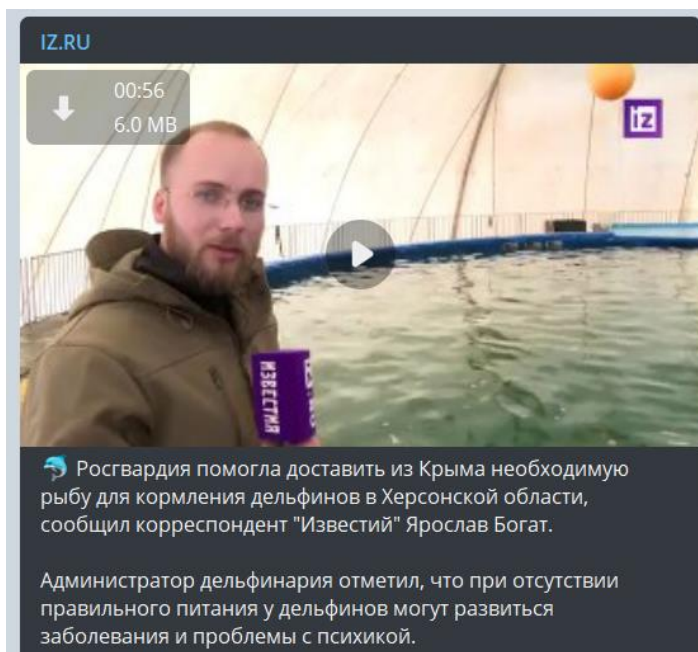 IZ.RU
00:56
6.0 MB
iz
ИЗВЕСТИЯ
IZ.RU
Росгвардия помогла доставить из Крыма необходимую
рыбу для кормления дельфинов в Херсонской области,
сообщил корреспондент "Известий" Ярослав Богат.
Администратор дельфинария отметил, что при отсутствии
правильного питания у дельфинов могут развиться
заболевания и проблемы с психикой.